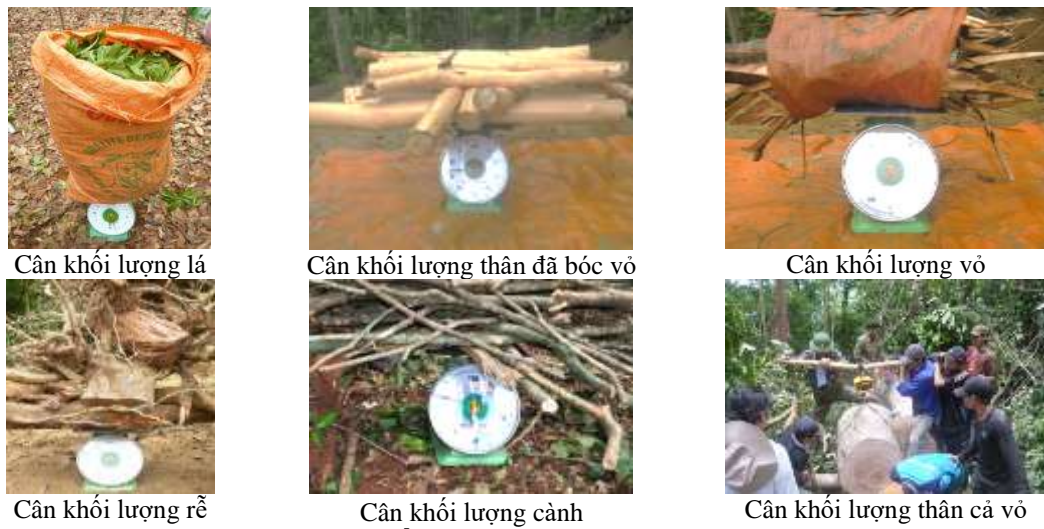 Cân khối lượng lá
Cân khối lượng thân đã bóc vỏ
Cân khối lượng vỏ
Cân khối lượng rễ
Cân khối lượng cành
Cân khối lượng thân cả vỏ